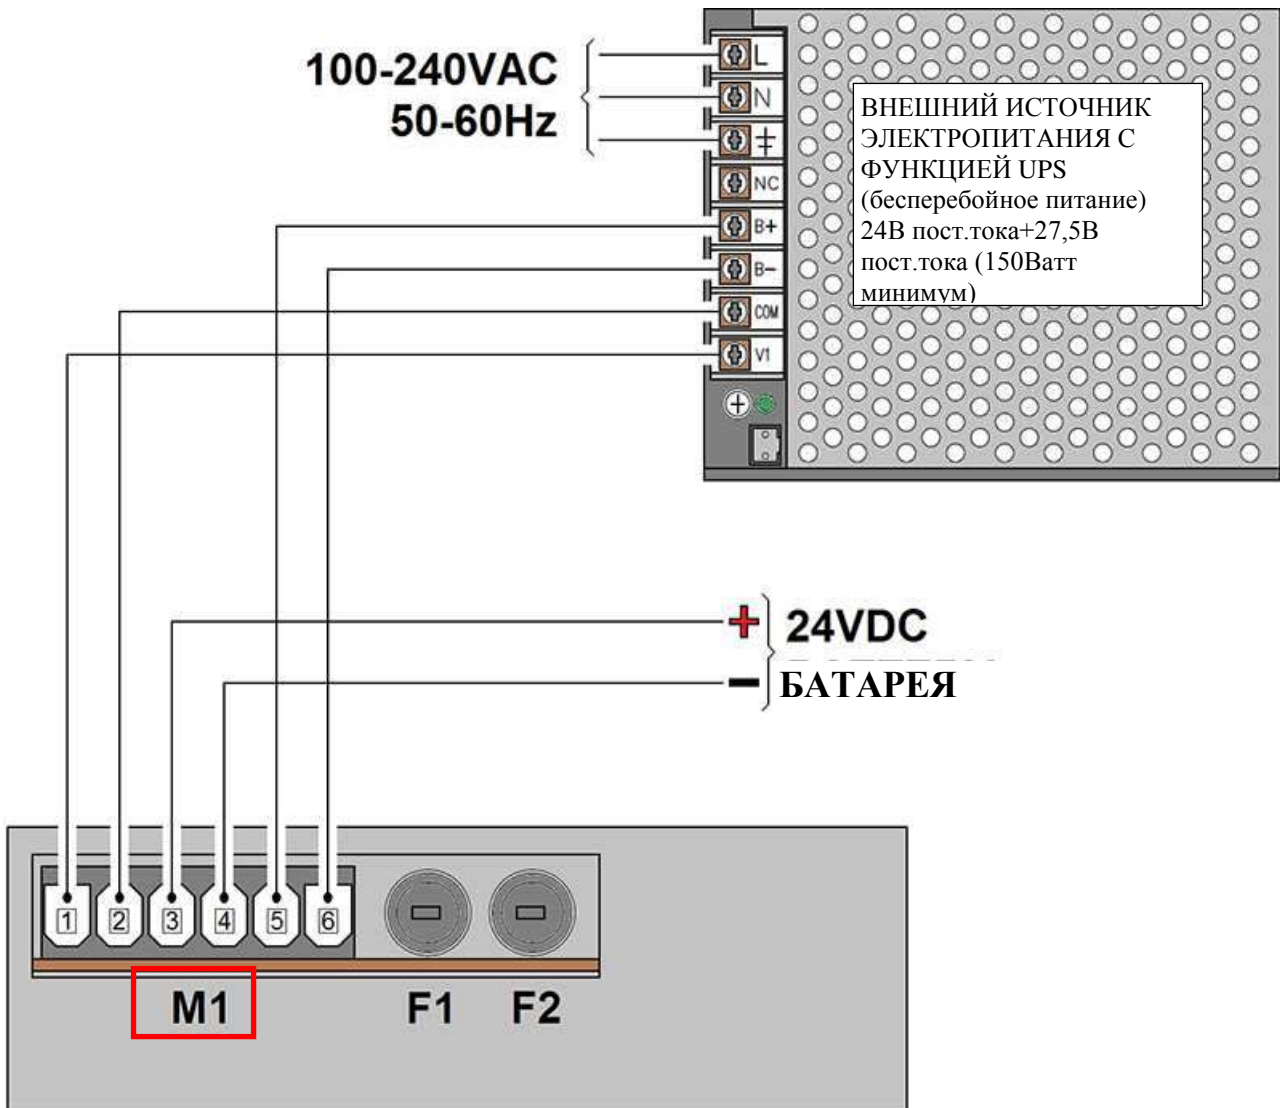 100-240VAC
50-60Hz
L
N
NC
B+
B−
COM
V1
ВНЕШНИЙ ИСТОЧНИК
ЭЛЕКТРОПИТАНИЯ С
ФУНКЦИЕЙ UPS
(бесперебойное питание)
24В пост.тока+27,5В
пост.тока (150Ватт
минимум)
+
24VDC
−
БАТАРЕЯ
1 2 3 4 5 6
M1 F1 F2